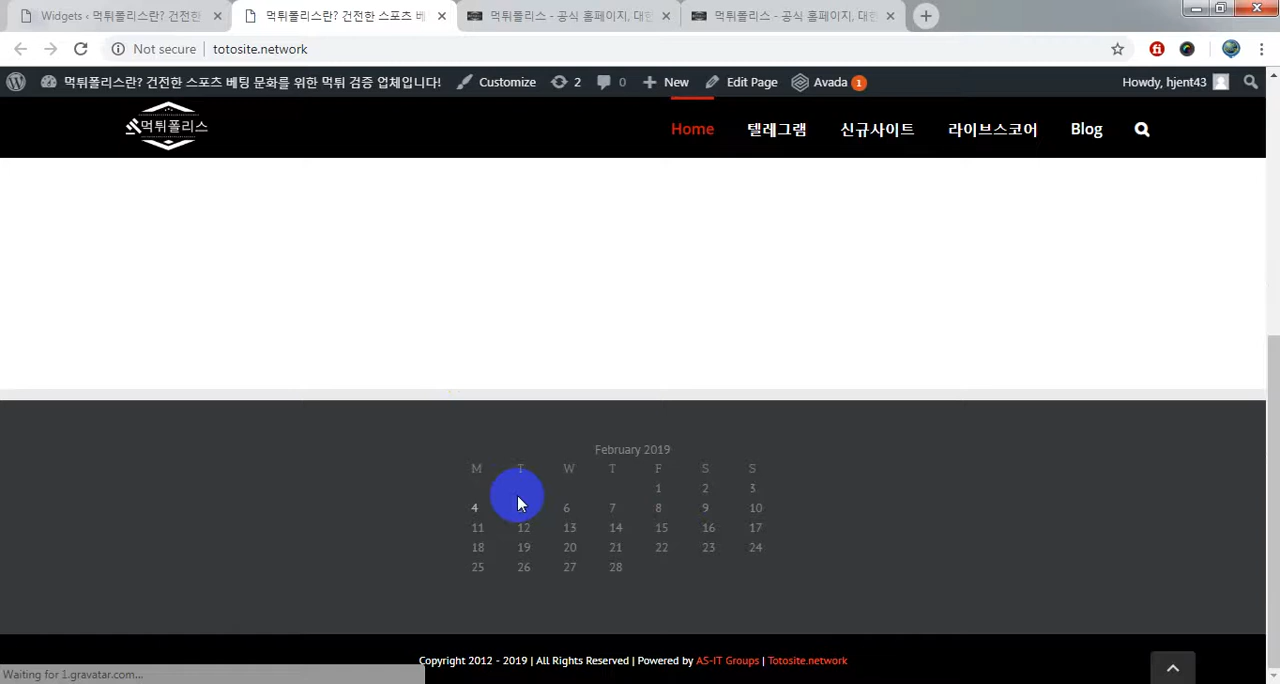 Widgets ‹ 먹튀폴리스란? 건전한
먹튀폴리스란? 건전한 스포츠 베
먹튀폴리스 - 공식 홈페이지, 대한
먹튀폴리스 - 공식 홈페이지, 대한
Not secure
totosite.network
먹튀폴리스란? 건전한 스포츠 베팅 문화를 위한 먹튀 검증 업체입니다!
Customize
2
0
New
Edit Page
Avada 1
Howdy, hjent43
먹튀폴리스
Home
텔레그램
신규사이트
라이브스코어
Blog
February 2019
M T W T F S S
1 2 3
4 6 7 8 9 10
11 12 13 14 15 16 17
18 19 20 21 22 23 24
25 26 27 28
Copyright 2012 - 2019 | All Rights Reserved | Powered by AS-IT Groups | Totosite.network
Waiting for 1.gravatar.com...